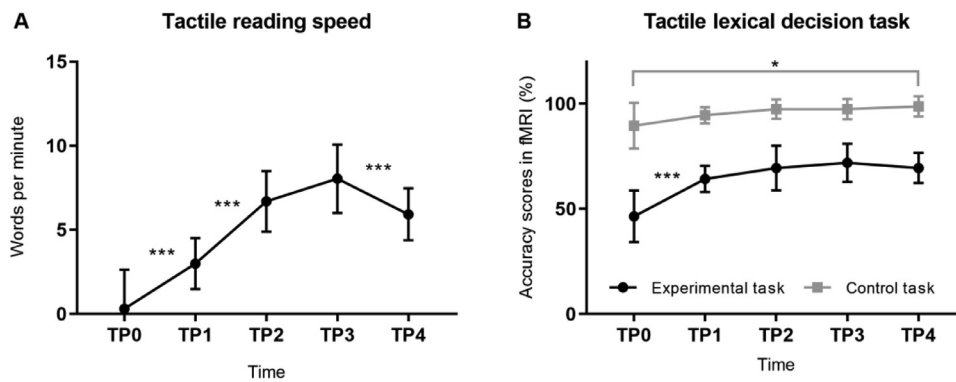 A
Tactile reading speed
Words per minute
15
10
5
0
***
***
***
TP0 TP1 TP2 TP3 TP4
Time
B
Tactile lexical decision task
Accuracy scores in fMRI (%)
100
50
0
*
***
Experimental task Control task
TP0 TP1 TP2 TP3 TP4
Time